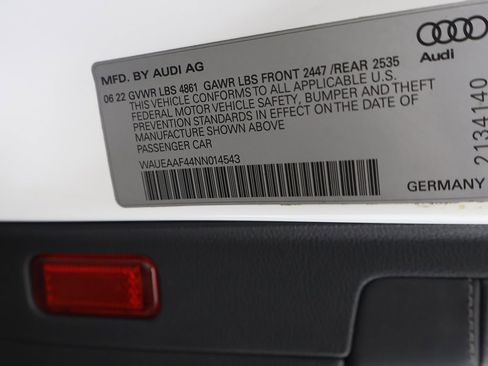 MFD. BY AUDI AG
06 22 GVWR LBS 4861 GAWR LBS FRONT 2447 /REAR 2535
THIS VEHICLE CONFORMS TO ALL APPLICABLE U.S.
FEDERAL MOTOR VEHICLE SAFETY, BUMPER AND THEFT
PREVENTION STANDARDS IN EFFECT ON THE DATE OF
MANUFACTURE SHOWN ABOVE
PASSENGER CAR
WAUEAAF44NN014543
Audi
2134140
GERMANY